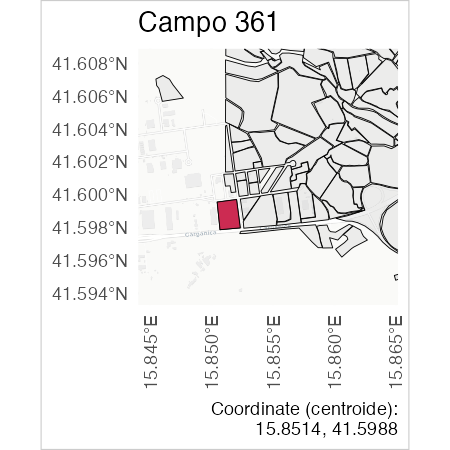 Campo 361
41.608°N
41.606°N
41.604°N
41.602°N
41.600°N
41.598°N
41.596°N
41.594°N
Garganica
15.845°E
15.850°E
15.855°E
15.860°E
15.865°E
Coordinate (centroide):
15.8514, 41.5988